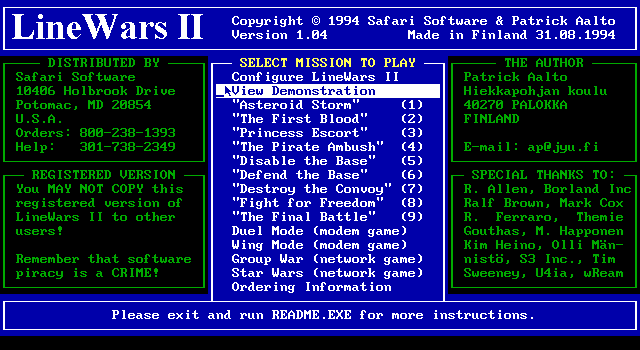 LineWars II
Copyright © 1994 Safari Software & Patrick Aalto
Version 1.04 Made in Finland 31.08.1994
DISTRIBUTED BY
Safari Software
10406 Holbrook Drive
Potomac, MD 20854
U.S.A.
Orders: 800-238-1393
Help: 301-738-2349
REGISTERED VERSION
You MAY NOT COPY this
registered version of
LineWars II to other
users!
Remember that software
piracy is a CRIME!
SELECT MISSION TO PLAY
Configure LineWars II
View Demonstration
"Asteroid Storm" (1)
"The First Blood" (2)
"Princess Escort" (3)
"The Pirate Ambush" (4)
"Disable the Base" (5)
"Defend the Base" (6)
"Destroy the Convoy" (7)
"Fight for Freedom" (8)
"The Final Battle" (9)
Duel Mode (modem game)
Wing Mode (modem game)
Group War (network game)
Star Wars (network game)
Ordering Information
THE AUTHOR
Patrick Aalto
Hiekkapohjan koulu
40270 PALOKKA
FINLAND
E-mail: ap@jyu.fi
SPECIAL THANKS TO:
R. Allen, Borland Inc
Ralf Brown, Mark Cox
R. Ferraro, Themie
Gouthas, M. Happonen
Kim Heino, Olli Män-
nistö, S3 Inc., Tim
Sweeney, U4ia, wReam
Please exit and run README.EXE for more instructions.